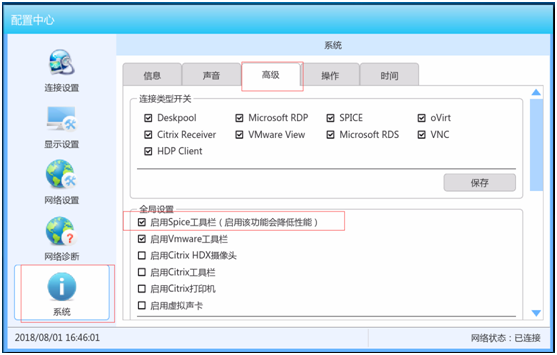 配置中心
连接设置
显示设置
网络设置
网络诊断
系统
系统
信息 声音 高级 操作 时间
连接类型开关
Deskpool Microsoft RDP SPICE oVirt
Citrix Receiver VMware View Microsoft RDS VNC
HDP Client
保存
全局设置
启用Spice工具栏（启用该功能会降低性能）
启用Vmware工具栏
启用Citrix HDX摄像头
启用Citrix工具栏
启用Citrix打印机
启用虚拟声卡
2018/08/01 16:46:01 网络状态：已连接